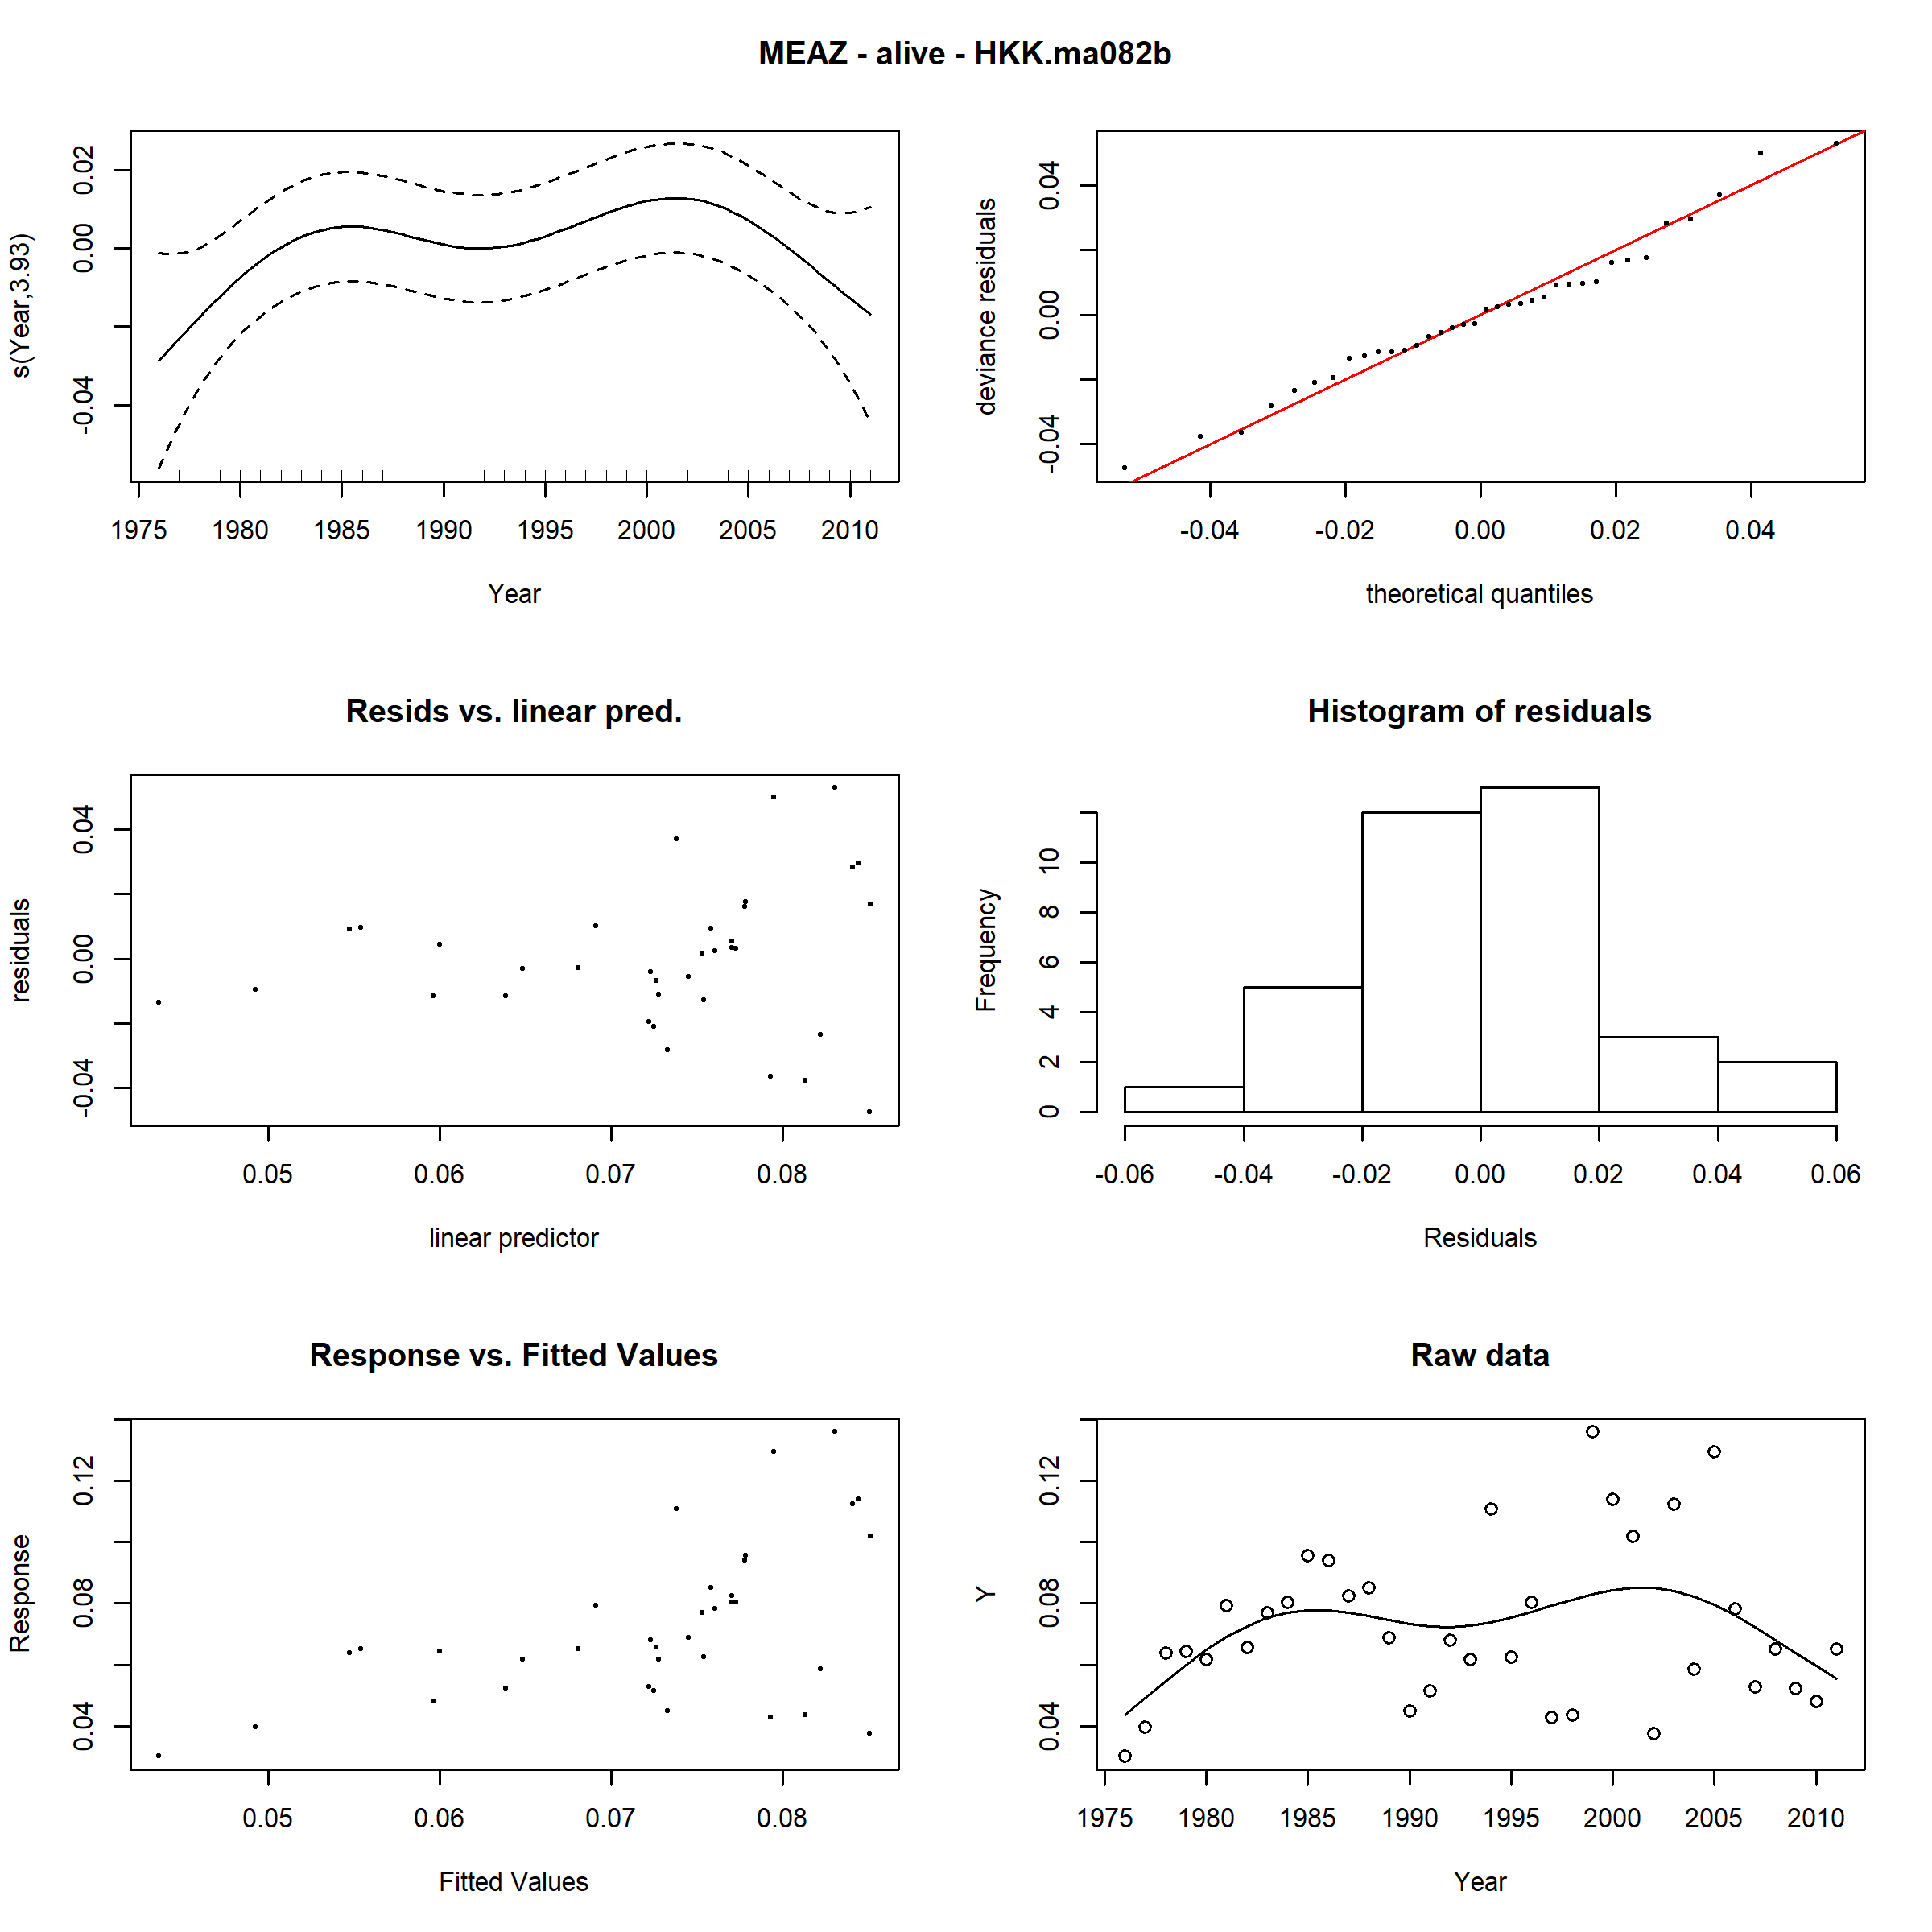 MEAZ - alive - HKK.ma082b
s(Year,3.93)
-0.04 0.00 0.02
1975 1980 1985 1990 1995 2000 2005 2010
Year
deviance residuals
-0.04 0.00 0.04
-0.04 -0.02 0.00 0.02 0.04
theoretical quantiles
Resids vs. linear pred.
residuals
-0.04 0.00 0.04
0.05 0.06 0.07 0.08
linear predictor
Histogram of residuals
Frequency
0 2 4 6 8 10
-0.06 -0.04 -0.02 0.00 0.02 0.04 0.06
Residuals
Response vs. Fitted Values
Response
0.04 0.08 0.12
0.05 0.06 0.07 0.08
Fitted Values
Raw data
Y
0.04 0.08 0.12
1975 1980 1985 1990 1995 2000 2005 2010
Year